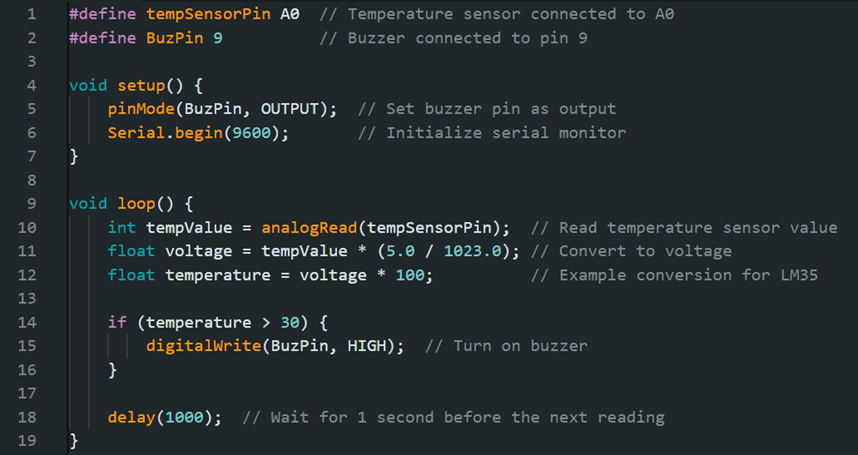 1 #define tempSensorPin A0  // Temperature sensor connected to A0
2 #define BuzPin 9          // Buzzer connected to pin 9
3
4 void setup() {
5     pinMode(BuzPin, OUTPUT);  // Set buzzer pin as output
6     Serial.begin(9600);       // Initialize serial monitor
7 }
8
9 void loop() {
10     int tempValue = analogRead(tempSensorPin);  // Read temperature sensor value
11     float voltage = tempValue * (5.0 / 1023.0); // Convert to voltage
12     float temperature = voltage * 100;          // Example conversion for LM35
13
14     if (temperature > 30) {
15         digitalWrite(BuzPin, HIGH);  // Turn on buzzer
16     }
17
18     delay(1000);  // Wait for 1 second before the next reading
19 }